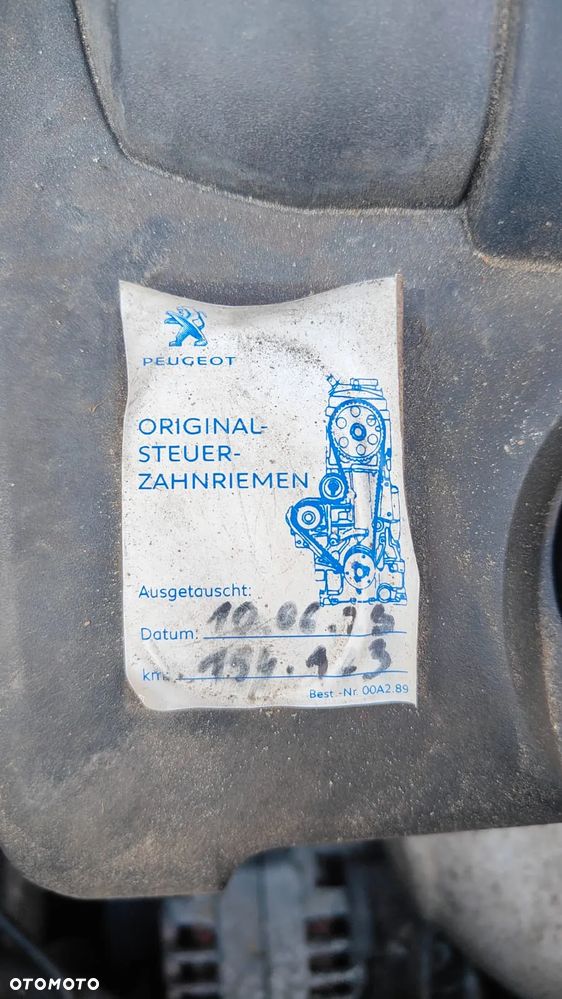 PEUGEOT
ORIGINAL-
STEUER-
ZAHNRIEMEN
Ausgetauscht:
Datum:
km:
Best.-Nr. 00A2.89
OTOMOTO